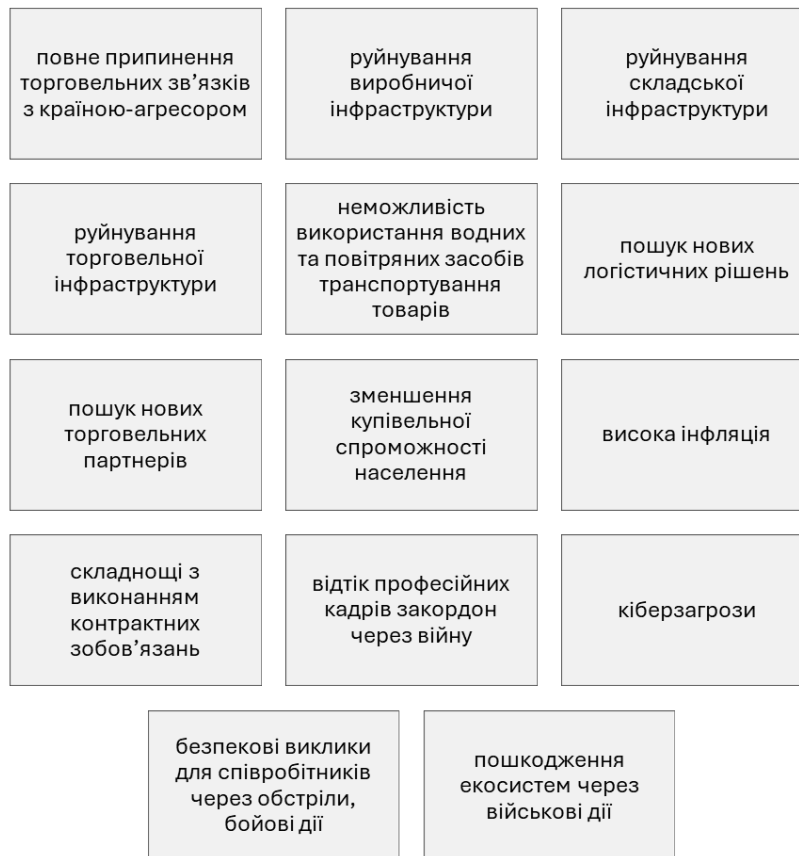 повне припинення
торговельних зв’язків
з країною-агресором
руйнування
виробничої
інфраструктури
руйнування
складської
інфраструктури
руйнування
торговельної
інфраструктури
неможливість
використання водних
та повітряних засобів
транспортування
товарів
пошук нових
логістичних рішень
пошук нових
торговельних
партнерів
зменшення
купівельної
спроможності
населення
висока інфляція
складнощі з
виконанням
контрактних
зобов’язань
відтік професійних
кадрів закордон
через війну
кіберзагрози
безпекові виклики
для співробітників
через обстріли,
бойові дії
пошкодження
екосистем через
військові дії